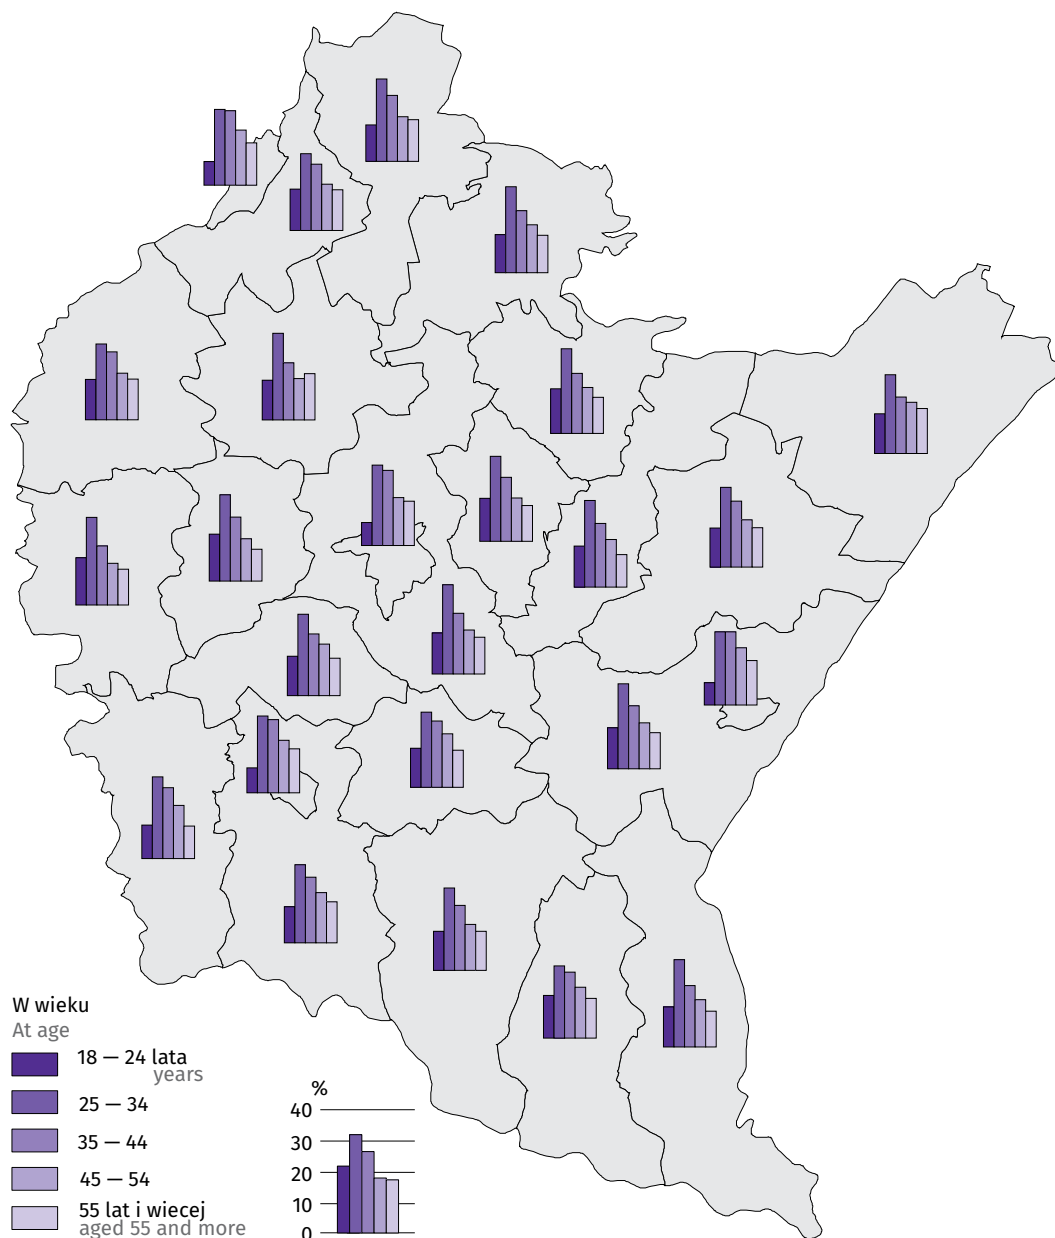 W wieku
At age
18 — 24 lata
years
25 — 34
35 — 44
45 — 54
55 lat i wiecej
aged 55 and more
%
40
30
20
10
0